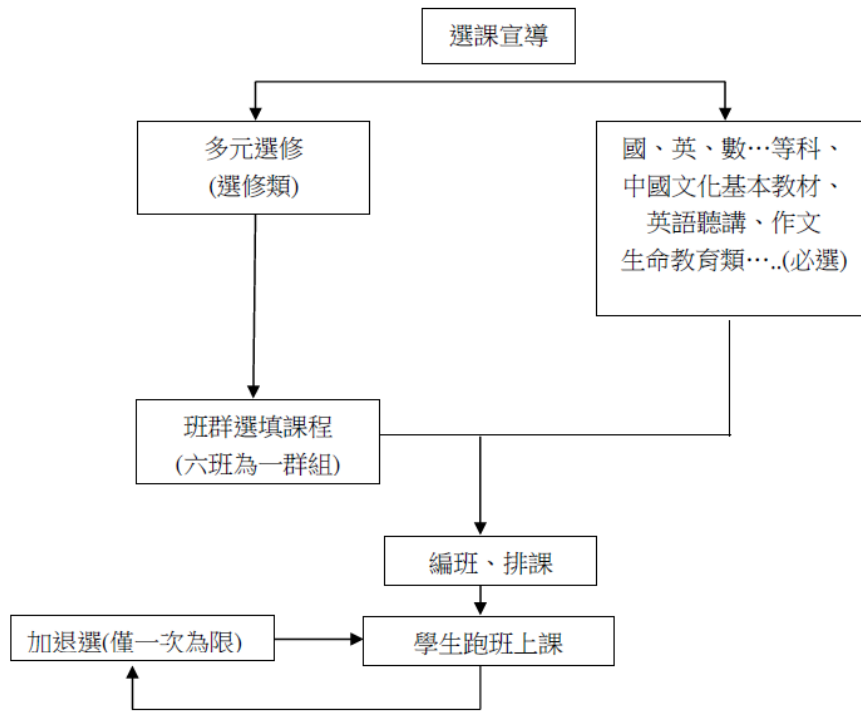 選課宣導
多元選修
(選修類)
國、英、數…等科、
中國文化基本教材、
英語聽講、作文
生命教育類…..(必選)
班群選填課程
(六班為一群組)
編班、排課
加退選(僅一次為限)
學生跑班上課